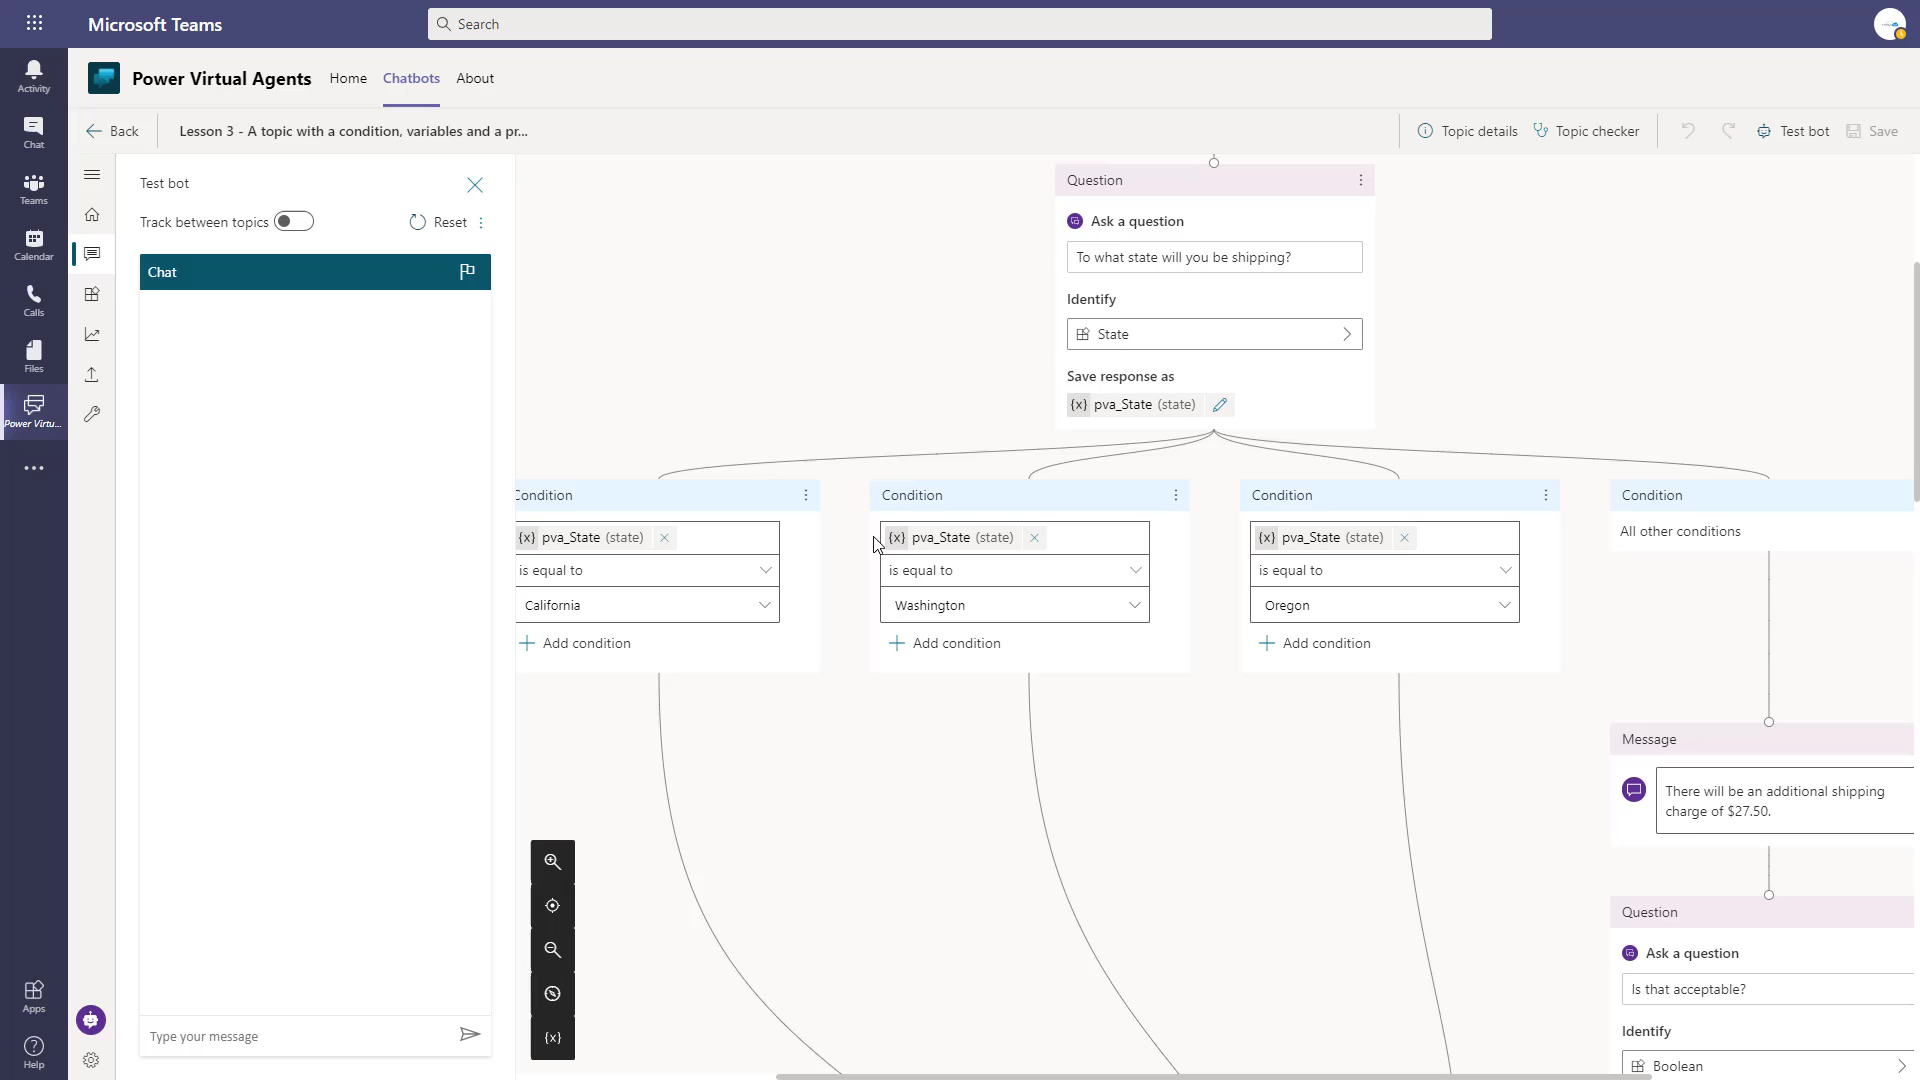 Microsoft Teams
Search
Activity
Chat
Teams
Calendar
Calls
Files
Power Virtu...
Apps
Help
Power Virtual Agents
Home
Chatbots
About
Back
Lesson 3 - A topic with a condition, variables and a pr...
Topic details
Topic checker
Test bot
Save
Test bot
Track between topics
Reset
Chat
Type your message
Question
Ask a question
To what state will you be shipping?
Identify
State
Save response as
{x} pva_State (state)
Condition
{x} pva_State (state)
is equal to
California
Add condition
Condition
{x} pva_State (state)
is equal to
Washington
Add condition
Condition
{x} pva_State (state)
is equal to
Oregon
Add condition
Condition
All other conditions
Message
There will be an additional shipping
charge of $27.50.
Question
Ask a question
Is that acceptable?
Identify
Boolean
{x}